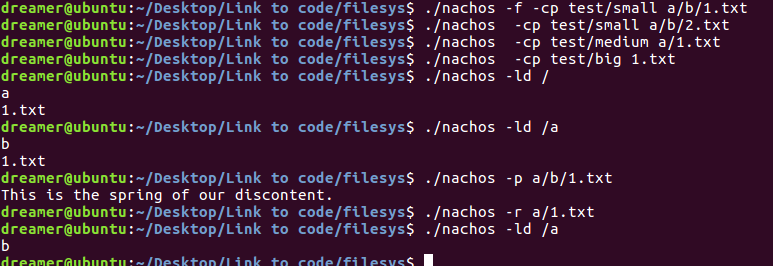 dreamer@ubuntu:~/Desktop/Link to code/filesys$ ./nachos -f -cp test/small a/b/1.txt
dreamer@ubuntu:~/Desktop/Link to code/filesys$ ./nachos  -cp test/small a/b/2.txt
dreamer@ubuntu:~/Desktop/Link to code/filesys$ ./nachos  -cp test/medium a/1.txt
dreamer@ubuntu:~/Desktop/Link to code/filesys$ ./nachos  -cp test/big 1.txt
dreamer@ubuntu:~/Desktop/Link to code/filesys$ ./nachos -ld /
a
1.txt
dreamer@ubuntu:~/Desktop/Link to code/filesys$ ./nachos -ld /a
b
1.txt
dreamer@ubuntu:~/Desktop/Link to code/filesys$ ./nachos -p a/b/1.txt
This is the spring of our discontent.
dreamer@ubuntu:~/Desktop/Link to code/filesys$ ./nachos -r a/1.txt
dreamer@ubuntu:~/Desktop/Link to code/filesys$ ./nachos -ld /a
b
dreamer@ubuntu:~/Desktop/Link to code/filesys$